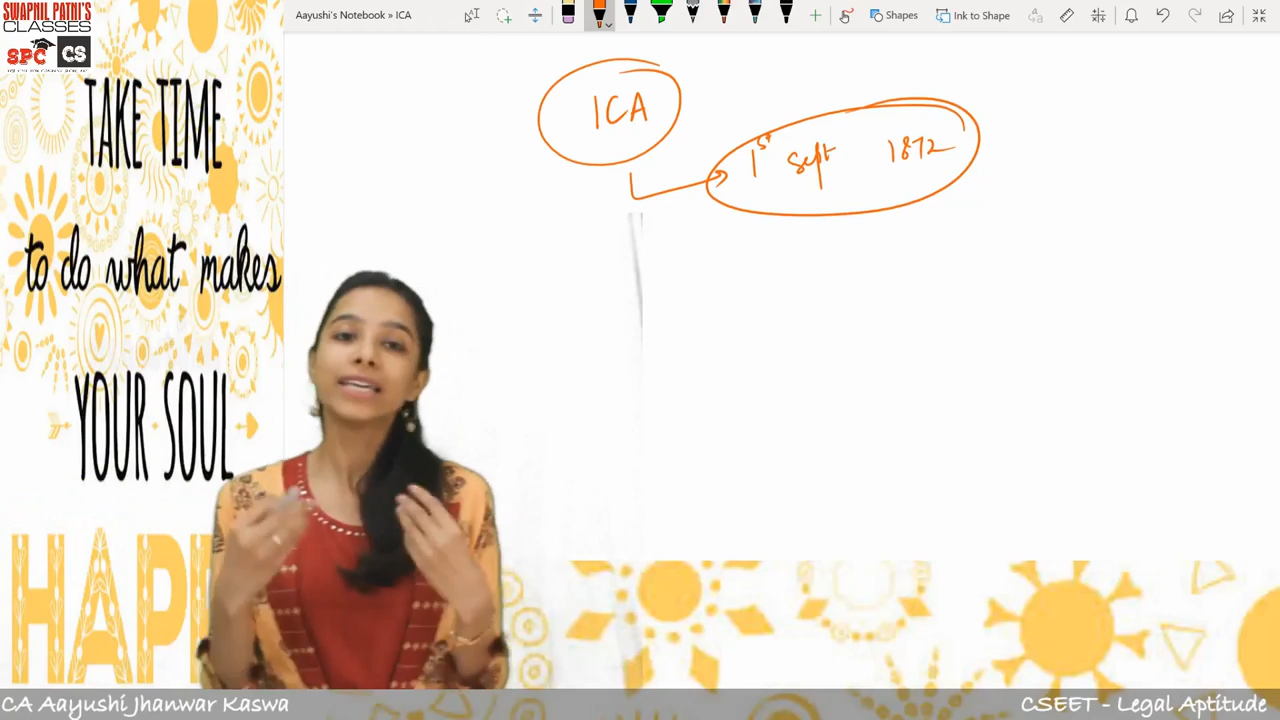 SWAPNIL PATNI'S
CLASSES
SPC CS
Aayushi's Notebook » ICA
Shapes
Ink to Shape
TAKE TIME
to do what makes
YOUR SOUL
HAPP
ICA
1st Sept 1872
CA Aayushi Jhanwar Kaswa
CSEET - Legal Aptitude